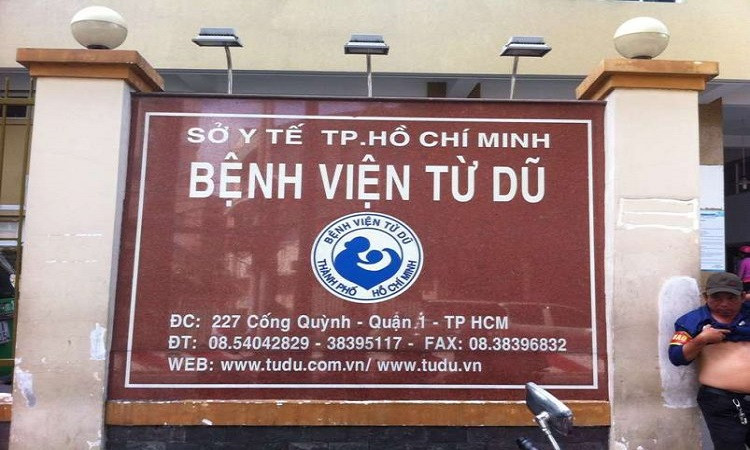 SỞ Y TẾ TP.HỒ CHÍ MINH
BỆNH VIỆN TỪ DŨ
BỆNH VIỆN TỪ DŨ
THÀNH PHỐ HỒ CHÍ MINH
ĐC: 227 Cống Quỳnh - Quận 1 - TP HCM
ĐT: 08.54042829 - 38395117 - FAX: 08.38396832
WEB: www.tudu.com.vn/ www.tudu.vn